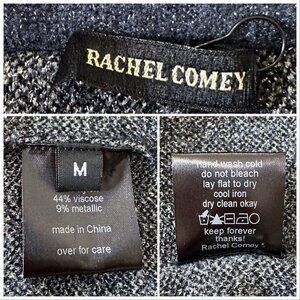 RACHEL COMEY
M
44% viscose
9% metallic
made in China
over for care
hand wash cold
do not bleach
lay flat to dry
cool iron
dry clean okay
keep forever
thanks!
Rachel Comey